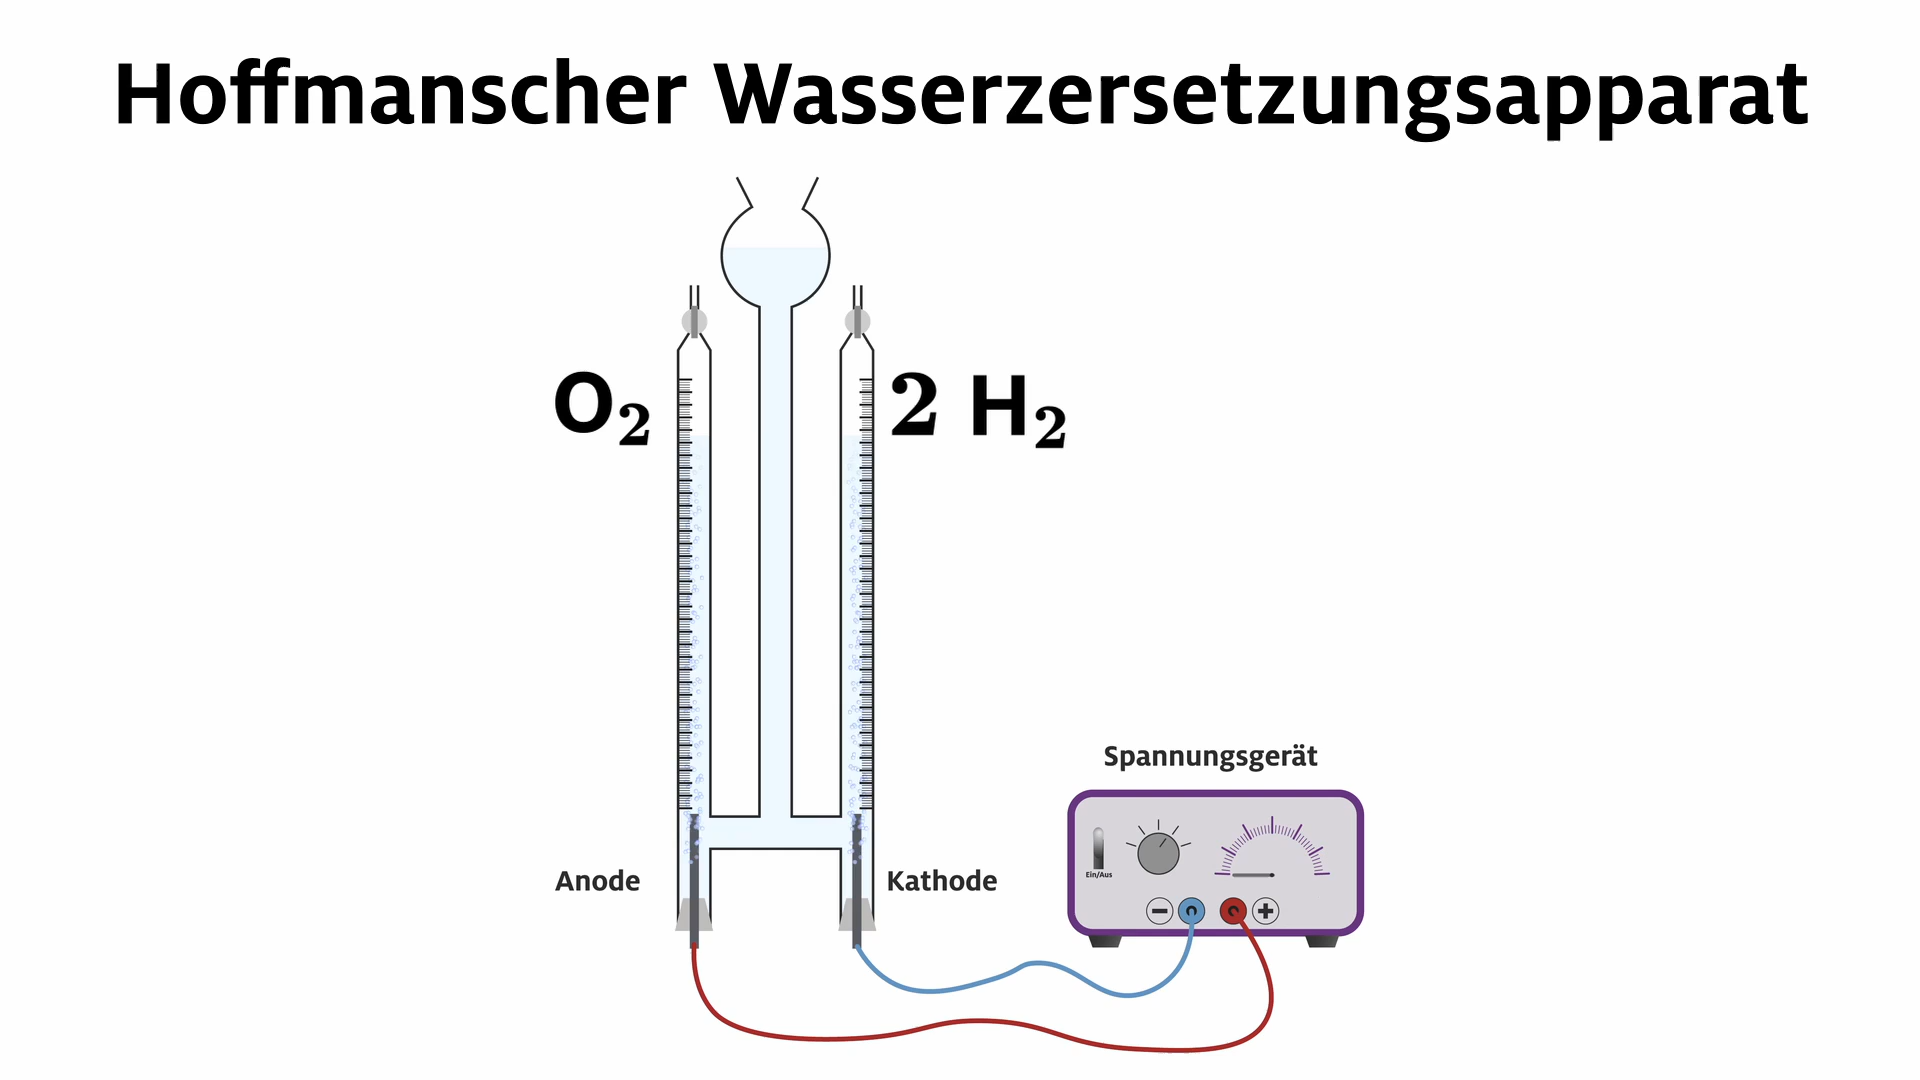 Hoffmanscher Wasserzersetzungsapparat
O₂
2 H₂
Spannungsgerät
Ein/Aus
Anode
Kathode
− +